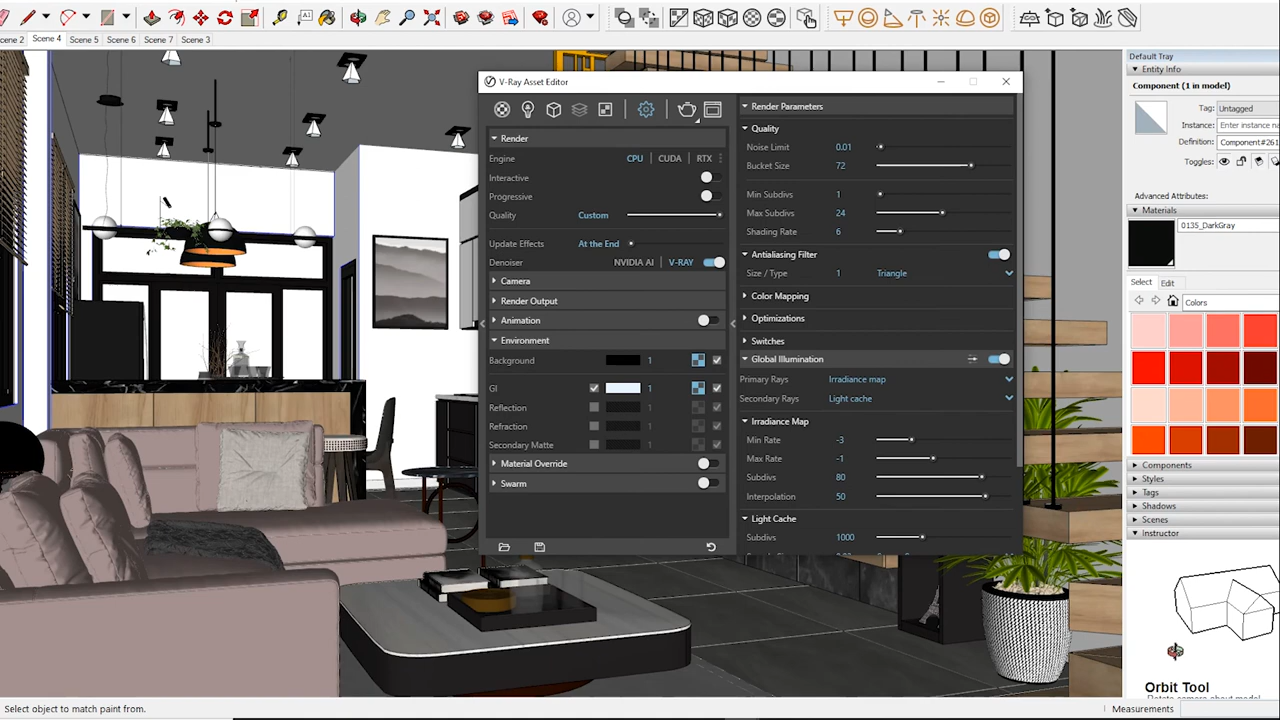 cene 2 Scene 4 Scene 5 Scene 6 Scene 7 Scene 3
V-Ray Asset Editor
Render
Engine CPU CUDA RTX
Interactive
Progressive
Quality Custom
Update Effects At the End
Denoiser NVIDIA AI V-RAY
Camera
Render Output
Animation
Environment
Background 1
GI 1
Reflection 1
Refraction 1
Secondary Matte 1
Material Override
Swarm
Render Parameters
Quality
Noise Limit 0.01
Bucket Size 72
Min Subdivs 1
Max Subdivs 24
Shading Rate 6
Antialiasing Filter
Size / Type 1 Triangle
Color Mapping
Optimizations
Switches
Global Illumination
Primary Rays Irradiance map
Secondary Rays Light cache
Irradiance Map
Min Rate -3
Max Rate -1
Subdivs 80
Interpolation 50
Light Cache
Subdivs 1000
Default Tray
Entity Info
Component (1 in model)
Tag: Untagged
Instance: Enter instance n
Definition: Component#261
Toggles:
Advanced Attributes:
Materials
0135_DarkGray
Select Edit
Colors
Components
Styles
Tags
Shadows
Scenes
Instructor
Orbit Tool
Select object to match paint from.
Measurements